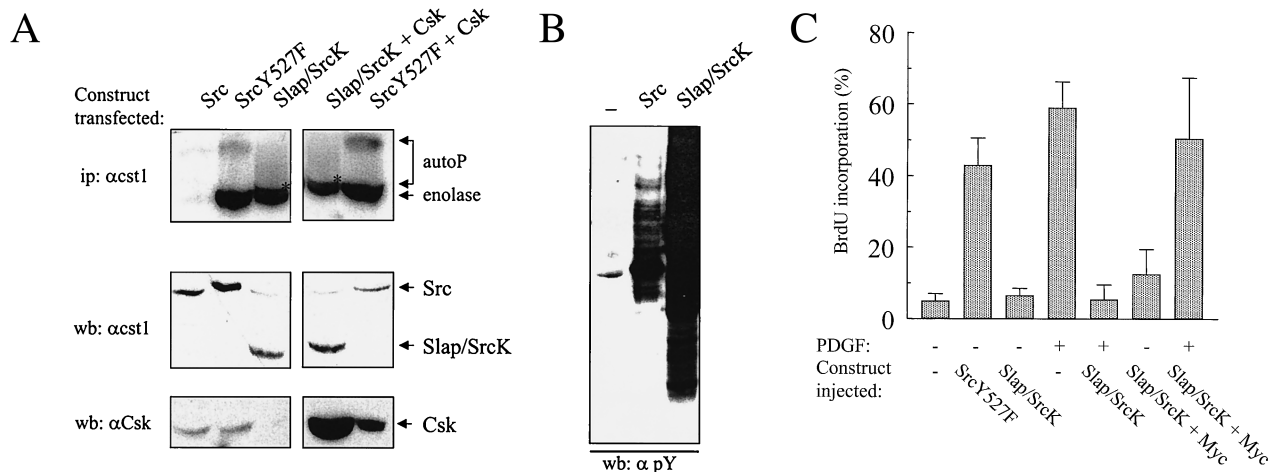 A
Construct
transfected:
Src
SrcY527F
Slap/SrcK
Slap/SrcK + Csk
SrcY527F + Csk
ip: αcst1
*
*
autoP
enolase
wb: αcst1
Src
Slap/SrcK
wb: αCsk
Csk
B
–
Src
Slap/SrcK
wb: α pY
C
BrdU incorporation (%)
80
60
40
20
0
PDGF: - - - + + - +
Construct
injected:
-
SrcY527F
Slap/SrcK
-
Slap/SrcK
Slap/SrcK + Myc
Slap/SrcK + Myc